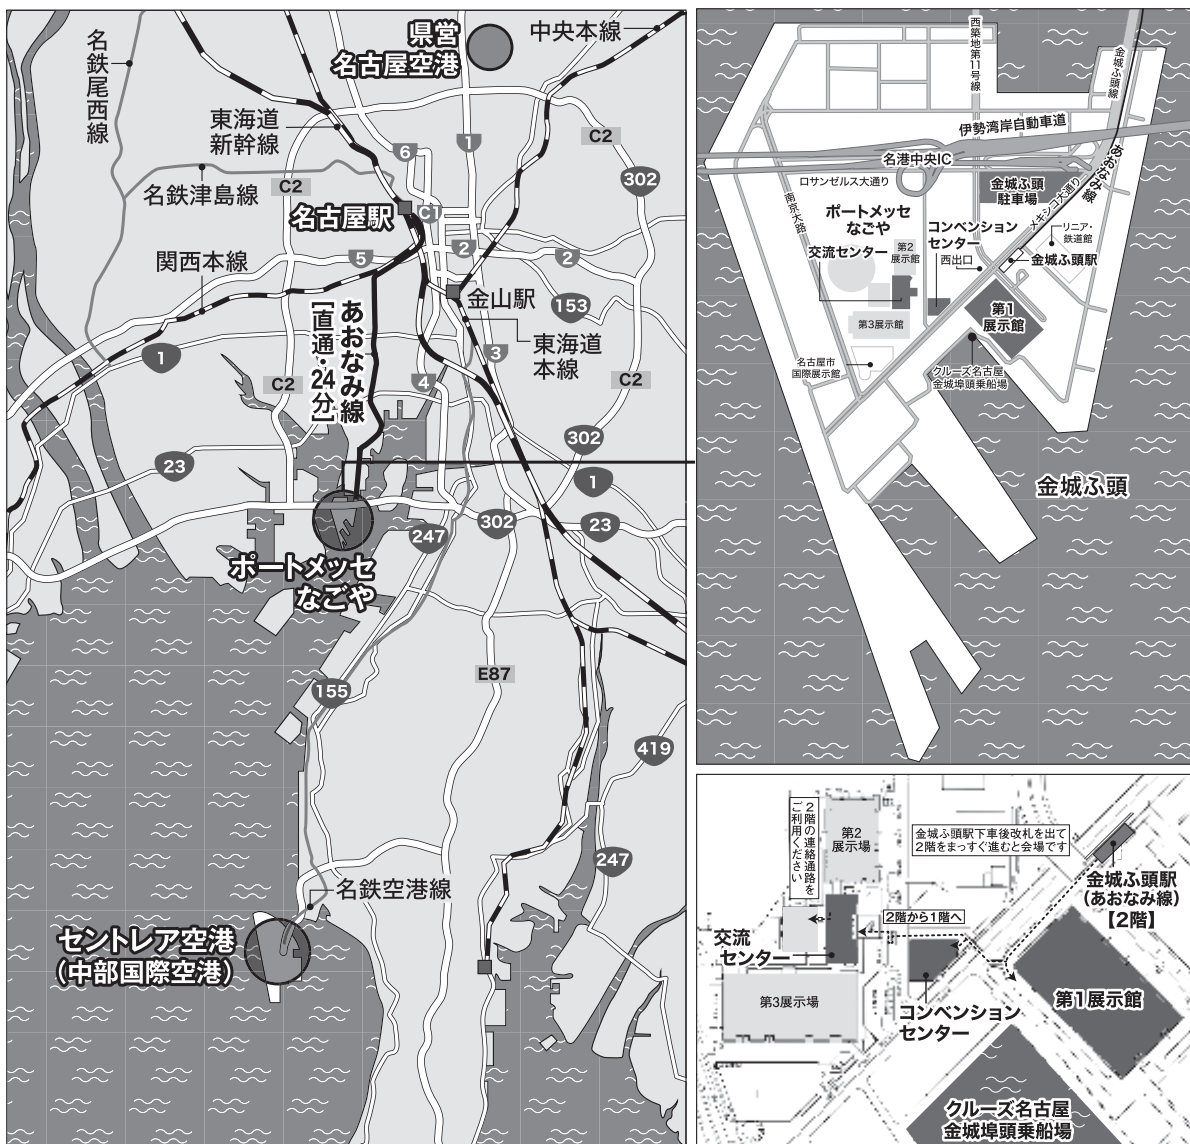 県営
名古屋空港
中央本線
名鉄尾西線
東海道
新幹線
1
C2
6
302
名鉄津島線
C2
名古屋駅
C1
2
2
5
関西本線
金山駅
153
あおなみ線
[直通・24分]
東海道
本線
1
3
C2
4
C2
302
23
1
302
23
247
ポートメッセ
なごや
E87
155
419
247
名鉄空港線
セントレア空港
(中部国際空港)
西築地第11号線
金城ふ頭線
伊勢湾岸自動車道
名港中央IC
あおなみ線
ロサンゼルス大通り
金城ふ頭
駐車場
メキシコ大通り
南京大路
ポートメッセ
なごや
コンベンション
センター
リニア・
鉄道館
交流センター
第2
展示館
西出口
金城ふ頭駅
第1
展示館
第3展示館
名古屋市
国際展示館
クルーズ名古屋
金城埠頭乗船場
金城ふ頭
2階の連絡通路を
ご利用ください
第2
展示場
金城ふ頭駅下車後改札を出て
2階をまっすぐ進むと会場です
金城ふ頭駅
(あおなみ線)
【2階】
2階から1階へ
交流
センター
第3展示場
コンベンション
センター
第1展示館
クルーズ名古屋
金城埠頭乗船場